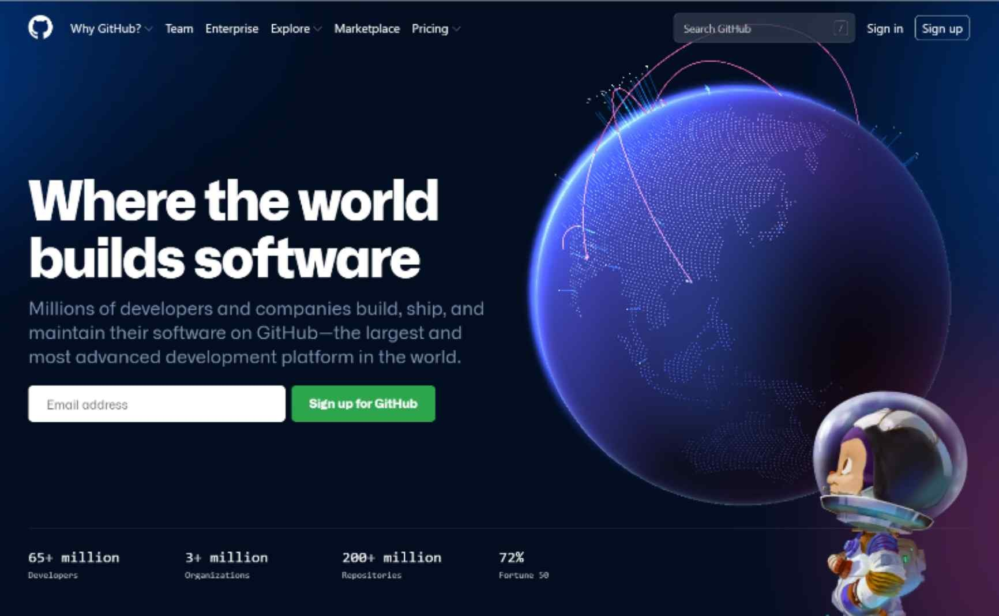 Why GitHub? Team Enterprise Explore Marketplace Pricing Search GitHub / Sign in Sign up
Where the world
builds software
Millions of developers and companies build, ship, and
maintain their software on GitHub—the largest and
most advanced development platform in the world.
Email address Sign up for GitHub
65+ million 3+ million 200+ million 72%
Developers Organizations Repositories Fortune 50